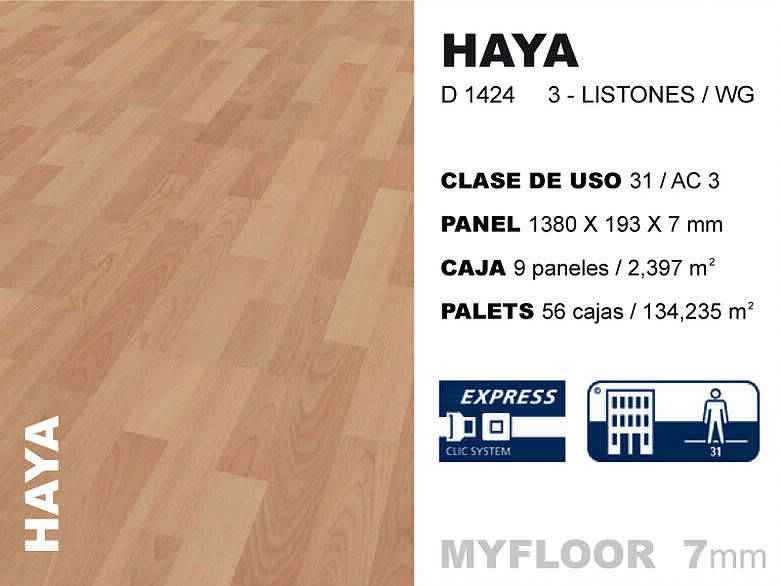 HAYA
HAYA
D 1424 3 - LISTONES / WG
CLASE DE USO 31 / AC 3
PANEL 1380 X 193 X 7 mm
CAJA 9 paneles / 2,397 m²
PALETS 56 cajas / 134,235 m²
EXPRESS
CLIC SYSTEM
©
31
MYFLOOR 7mm